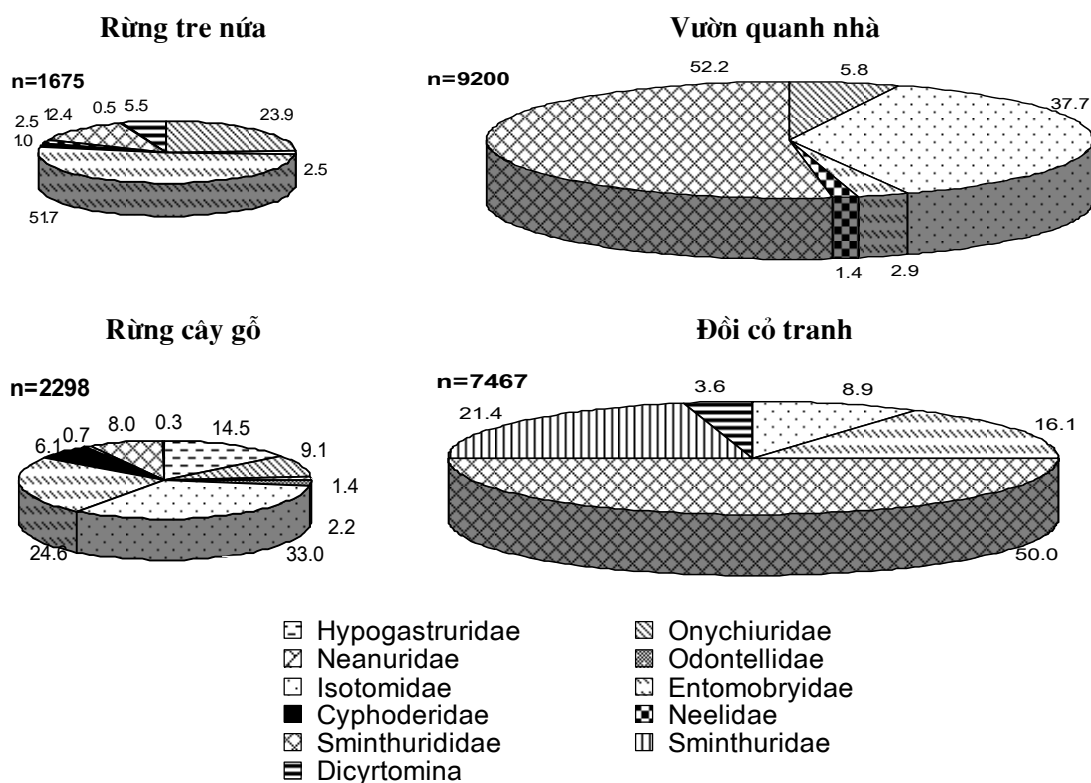 Rừng tre nứa
n=1675
2.5
12.4
0.5
5.5
23.9
1.0
2.5
51.7
Vườn quanh nhà
n=9200
52.2
5.8
37.7
1.4
2.9
Rừng cây gỗ
n=2298
6.1
0.7
8.0
0.3
14.5
9.1
1.4
2.2
24.6
33.0
Đồi cỏ tranh
n=7467
21.4
3.6
8.9
16.1
50.0
Hypogastruridae
Onychiuridae
Neanuridae
Odontellidae
Isotomidae
Entomobryidae
Cyphoderidae
Neelidae
Sminthurididae
Sminthuridae
Dicyrtomina